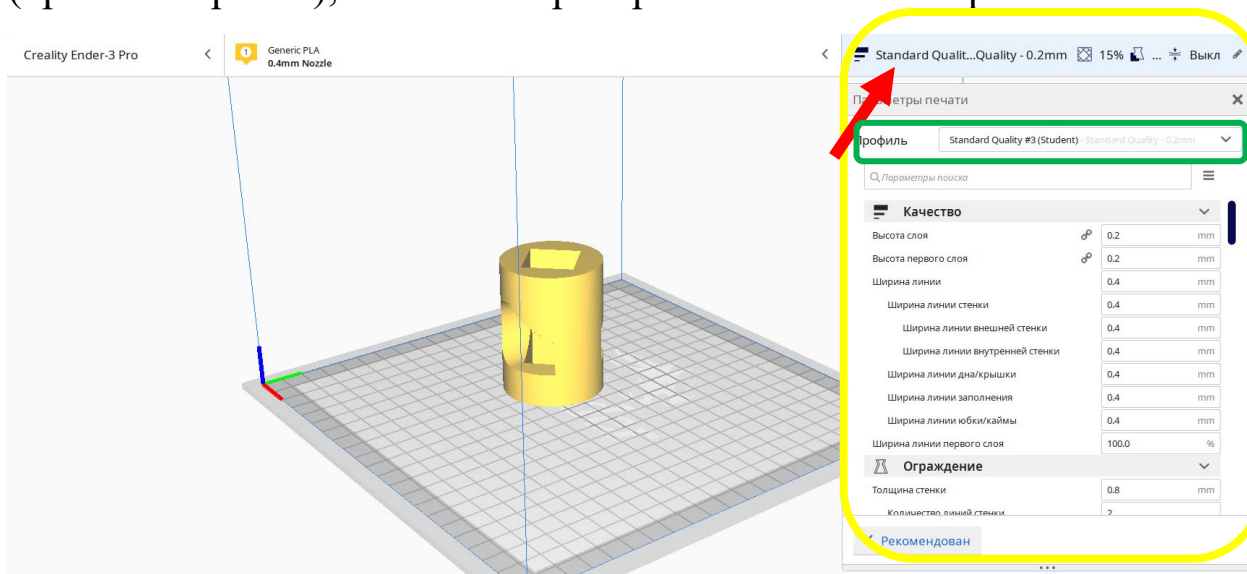 Creality Ender-3 Pro
1
Generic PLA
0.4mm Nozzle
Standard Qualit...Quality - 0.2mm 15% ... Выкл
печати
Standard Quality #3 (Student) - Standard Quality - 0.2mm
Параметры поиска
Качество
Высота слоя 0.2 mm
Высота первого слоя 0.2 mm
Ширина линии 0.4 mm
Ширина линии стенки 0.4 mm
Ширина линии внешней стенки 0.4 mm
Ширина линии внутренней стенки 0.4 mm
Ширина линии дна/крышки 0.4 mm
Ширина линии заполнения 0.4 mm
Ширина линии юбки/каймы 0.4 mm
Ширина линии первого слоя 100.0 %
Ограждение
Толщина стенки 0.8 mm
Количество линий стенки 2
Рекомендован